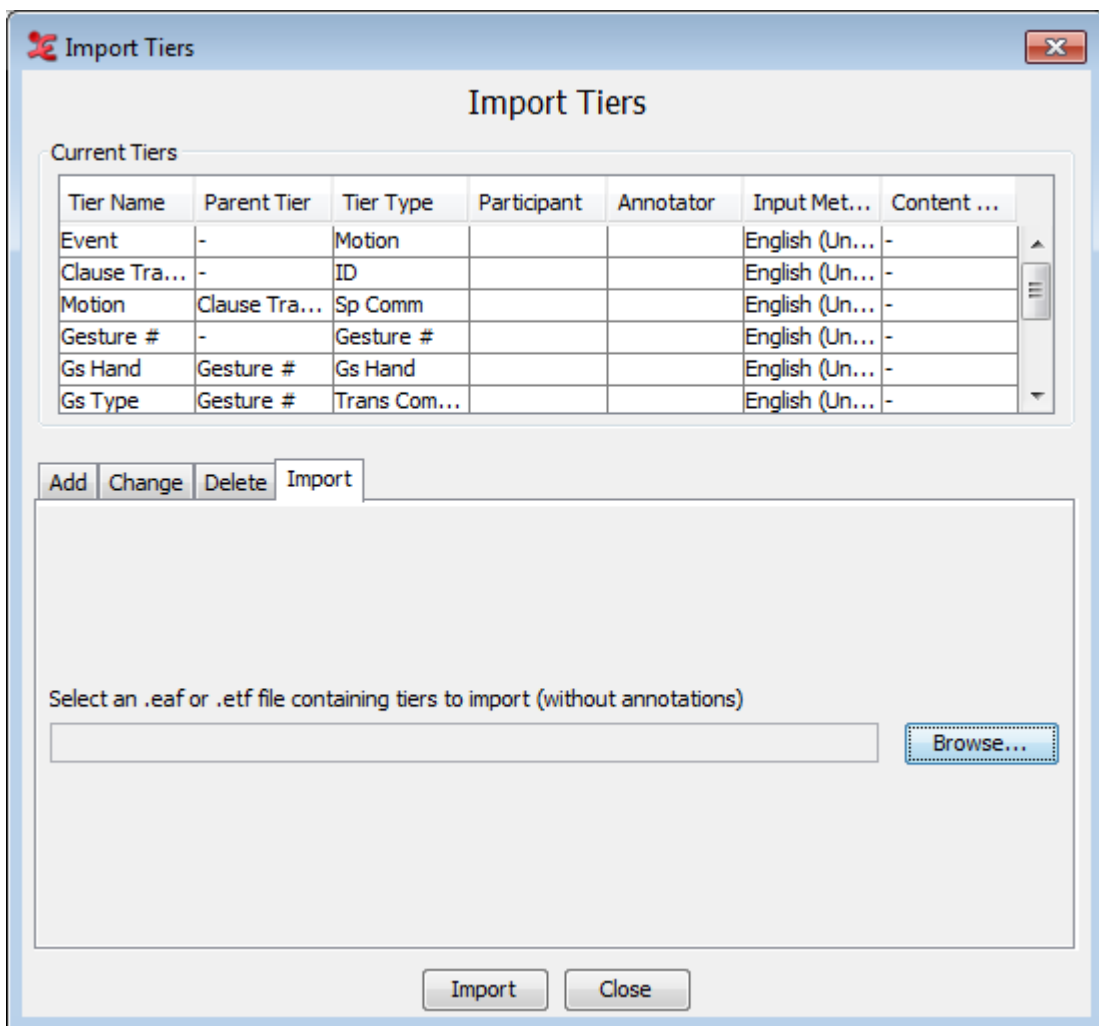 Import Tiers
Import Tiers
Current Tiers
Tier Name Parent Tier Tier Type Participant Annotator Input Met... Content ...
Event - Motion English (Un... -
Clause Tra... - ID English (Un... -
Motion Clause Tra... Sp Comm English (Un... -
Gesture # - Gesture # English (Un... -
Gs Hand Gesture # Gs Hand English (Un... -
Gs Type Gesture # Trans Com... English (Un... -
Add Change Delete Import
Select an .eaf or .etf file containing tiers to import (without annotations)
Browse...
Import Close